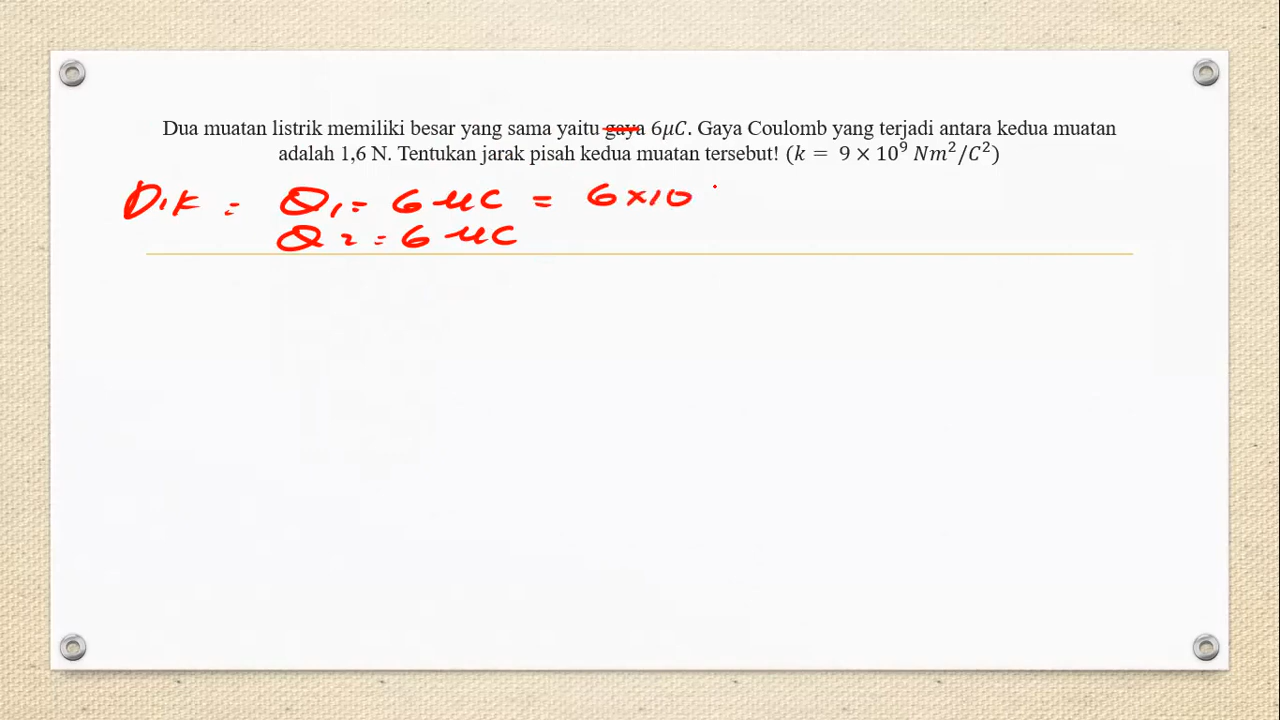 Dua muatan listrik memiliki besar yang sama yaitu gaya 6μC. Gaya Coulomb yang terjadi antara kedua muatan
adalah 1,6 N. Tentukan jarak pisah kedua muatan tersebut! (k = 9 × 10⁹ Nm²/C²)
Dik : Q₁ = 6 μC = 6 x 10
Q₂ = 6 μC